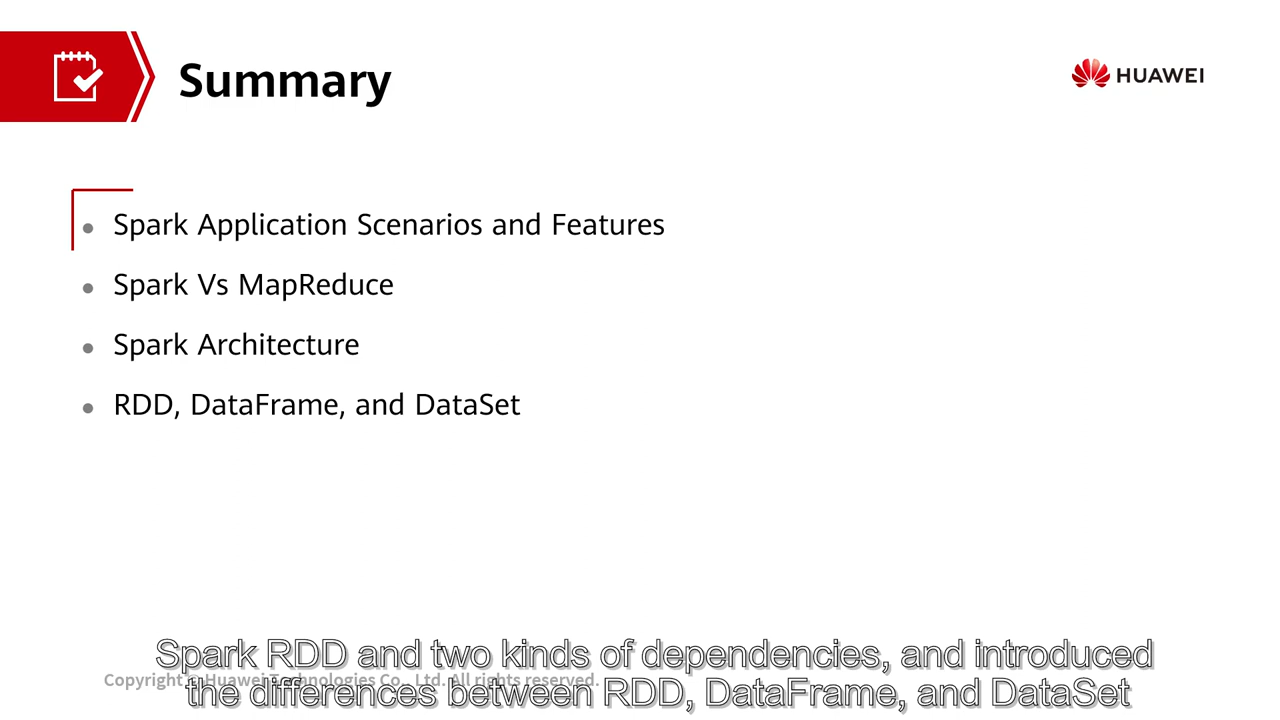 Summary
HUAWEI
Spark Application Scenarios and Features
Spark Vs MapReduce
Spark Architecture
RDD, DataFrame, and DataSet
Spark RDD and two kinds of dependencies, and introduced
Copyright © Huawei Technologies Co., Ltd. All rights reserved.
the differences between RDD, DataFrame, and DataSet